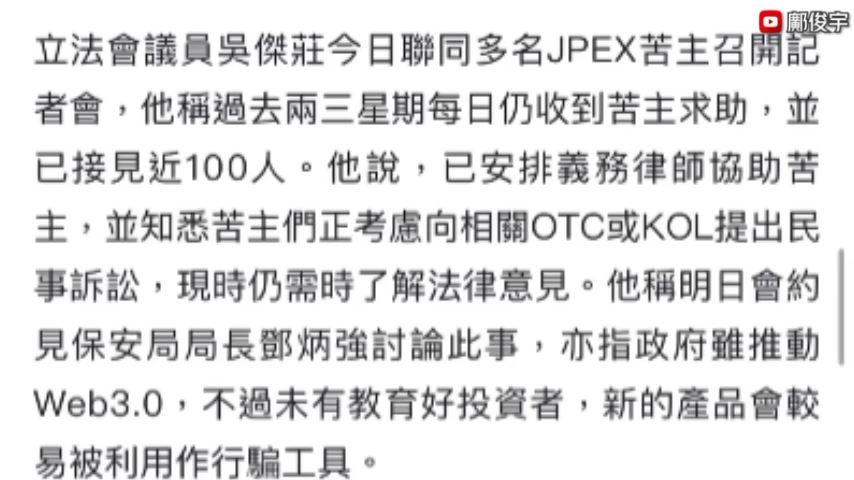 鄺俊宇
立法會議員吳傑莊今日聯同多名JPEX苦主召開記
者會，他稱過去兩三星期每日仍收到苦主求助，並
已接見近100人。他說，已安排義務律師協助苦
主，並知悉苦主們正考慮向相關OTC或KOL提出民
事訴訟，現時仍需時了解法律意見。他稱明日會約
見保安局局長鄧炳強討論此事，亦指政府雖推動
Web3.0，不過未有教育好投資者，新的產品會較
易被利用作行騙工具。